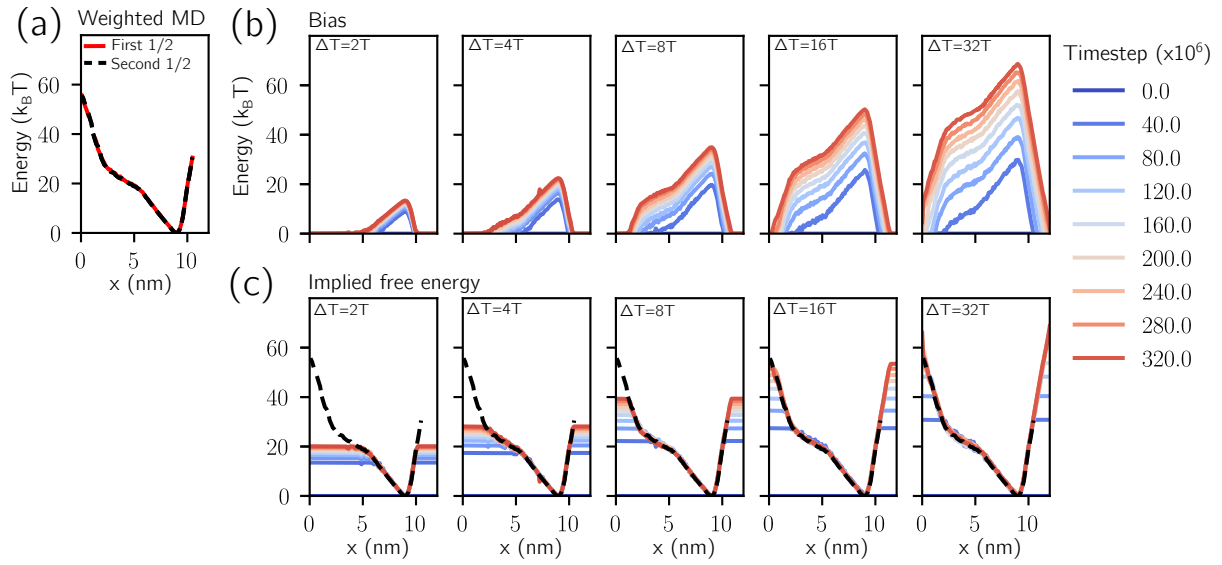 (a) Weighted MD
First 1/2
Second 1/2
Energy (k_BT)
60
40
20
0
0 5 10
x (nm)
(b) Bias
ΔT=2T ΔT=4T ΔT=8T ΔT=16T ΔT=32T
Energy (k_BT)
60
40
20
0
(c) Implied free energy
ΔT=2T ΔT=4T ΔT=8T ΔT=16T ΔT=32T
60
40
20
0
0 5 10 0 5 10 0 5 10 0 5 10 0 5 10
x (nm) x (nm) x (nm) x (nm) x (nm)
Timestep (x10⁶)
0.0
40.0
80.0
120.0
160.0
200.0
240.0
280.0
320.0